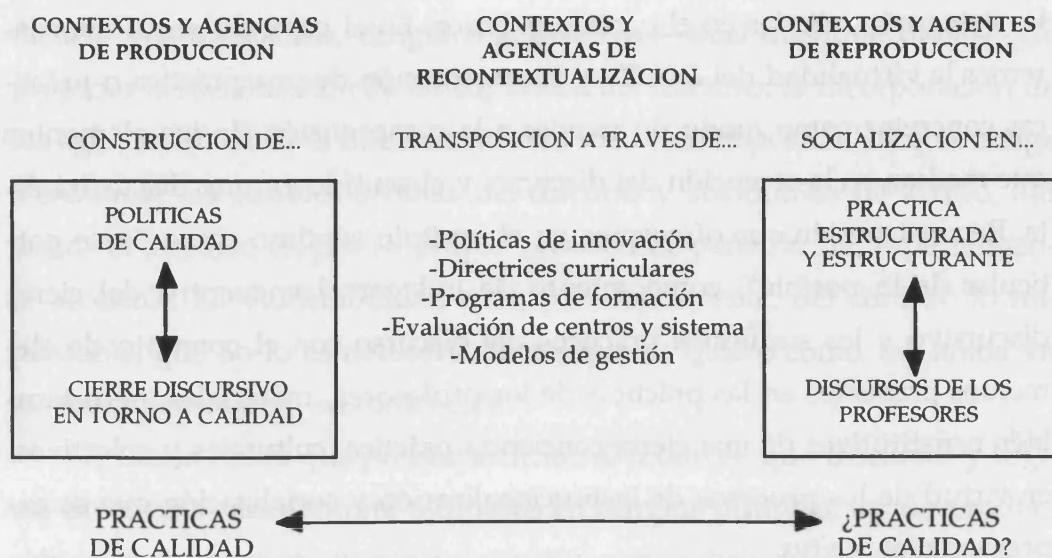 CONTEXTOS Y AGENCIAS
DE PRODUCCION
CONTEXTOS Y
AGENCIAS DE
RECONTEXTUALIZACION
CONTEXTOS Y AGENTES
DE REPRODUCCION
CONSTRUCCION DE...
TRANSPOSICION A TRAVES DE...
SOCIALIZACION EN...
POLITICAS
DE CALIDAD
CIERRE DISCURSIVO
EN TORNO A CALIDAD
-Políticas de innovación
-Directrices curriculares
-Programas de formación
-Evaluación de centros y sistema
-Modelos de gestión
PRACTICA
ESTRUCTURADA
Y ESTRUCTURANTE
DISCURSOS DE LOS
PROFESORES
PRACTICAS
DE CALIDAD
¿PRACTICAS
DE CALIDAD?